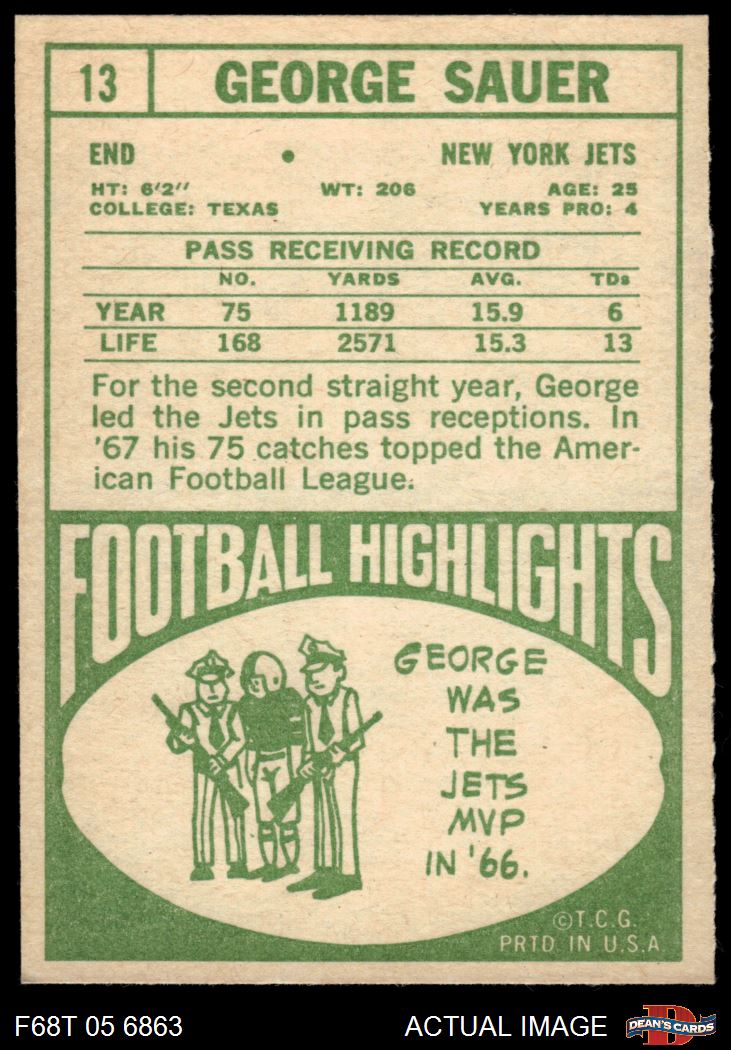 13 GEORGE SAUER
END • NEW YORK JETS
HT: 6'2" WT: 206 AGE: 25
COLLEGE: TEXAS YEARS PRO: 4
PASS RECEIVING RECORD
NO. YARDS AVG. TDs
YEAR 75 1189 15.9 6
LIFE 168 2571 15.3 13
For the second straight year, George
led the Jets in pass receptions. In
'67 his 75 catches topped the Amer-
ican Football League.
FOOTBALL HIGHLIGHTS
GEORGE
WAS
THE
JETS
MVP
IN '66.
©T.C.G.
PRTD. IN U.S.A
F68T 05 6863 ACTUAL IMAGE
D
DEAN'S CARDS